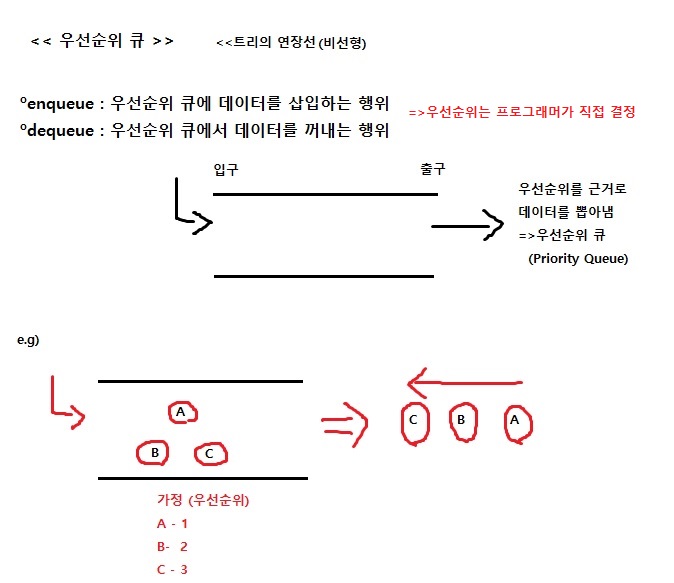 << 우선순위 큐 >> <<트리의 연장선(비선형)
°enqueue : 우선순위 큐에 데이터를 삽입하는 행위
=>우선순위는 프로그래머가 직접 결정
°dequeue : 우선순위 큐에서 데이터를 꺼내는 행위
입구 출구
우선순위를 근거로
데이터를 뽑아냄
=>우선순위 큐
(Priority Queue)
e.g)
A
B C
C B A
가정 (우선순위)
A - 1
B- 2
C - 3